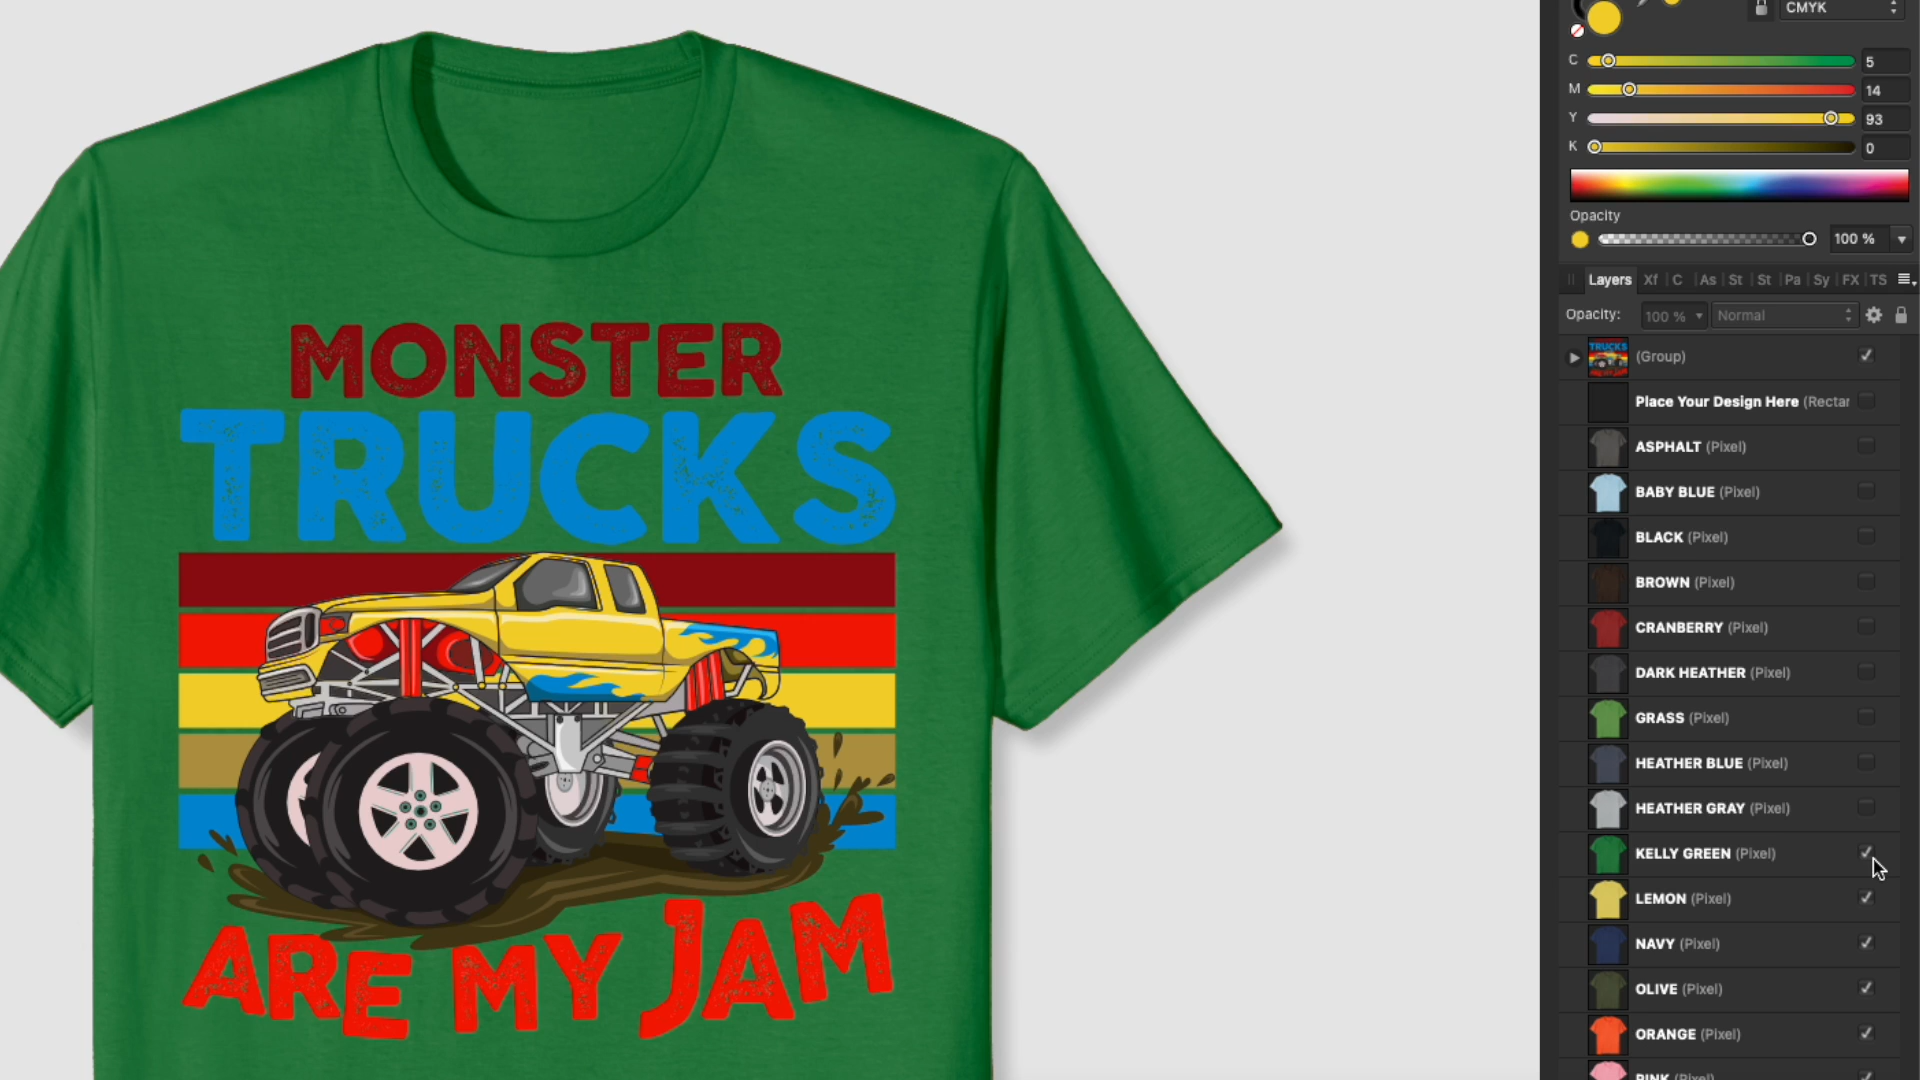 MONSTER
TRUCKS
ARE MY JAM
CMYK
C 5
M 14
Y 93
K 0
Opacity
100 %
Layers Xf C As St St Pa Sy FX TS
Opacity: 100 % Normal
TRUCKS (Group)
Place Your Design Here (Rectar
ASPHALT (Pixel)
BABY BLUE (Pixel)
BLACK (Pixel)
BROWN (Pixel)
CRANBERRY (Pixel)
DARK HEATHER (Pixel)
GRASS (Pixel)
HEATHER BLUE (Pixel)
HEATHER GRAY (Pixel)
KELLY GREEN (Pixel)
LEMON (Pixel)
NAVY (Pixel)
OLIVE (Pixel)
ORANGE (Pixel)
PINK (Pixel)